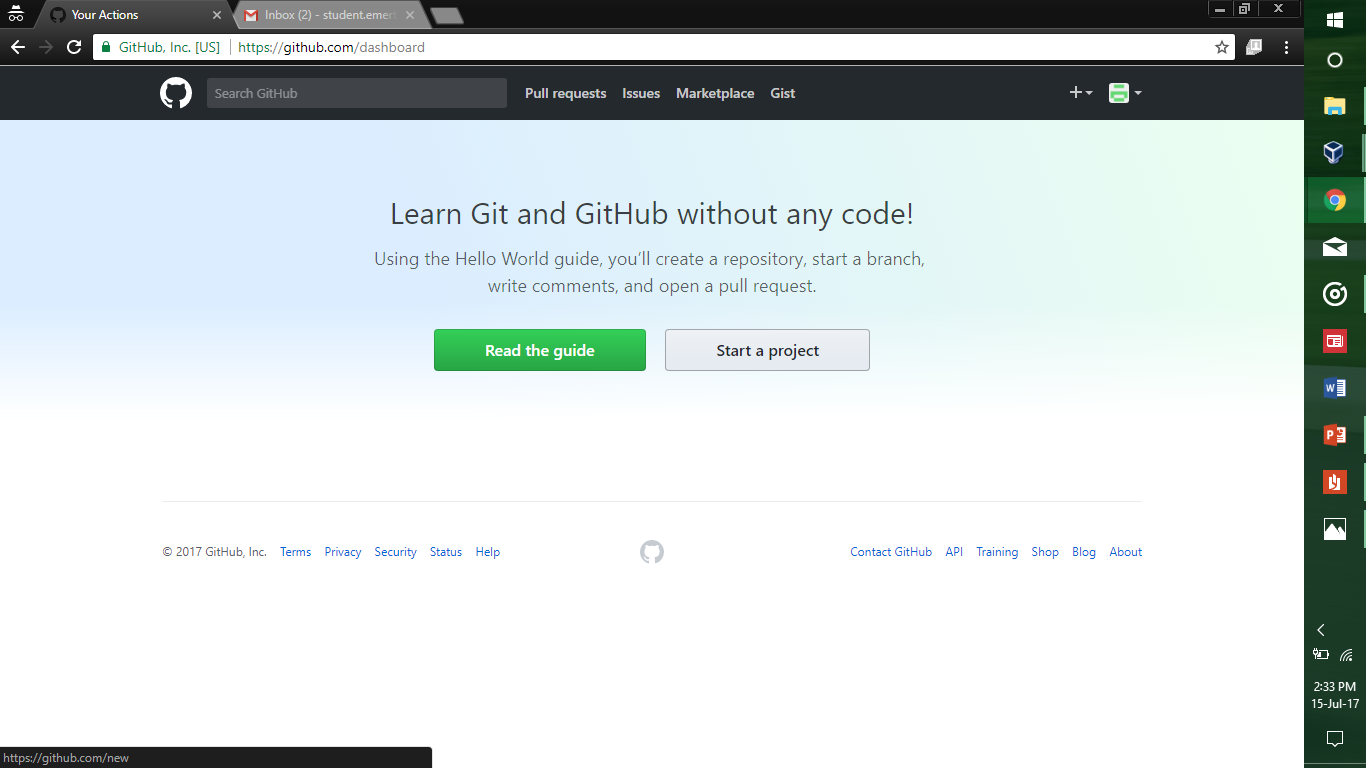 Your Actions
Inbox (2) - student.emer
GitHub, Inc. [US]
https://github.com/dashboard
Search GitHub
Pull requests
Issues
Marketplace
Gist
Learn Git and GitHub without any code!
Using the Hello World guide, you’ll create a repository, start a branch,
write comments, and open a pull request.
Read the guide
Start a project
© 2017 GitHub, Inc.
Terms
Privacy
Security
Status
Help
Contact GitHub
API
Training
Shop
Blog
About
2:33 PM
15-Jul-17
https://github.com/new